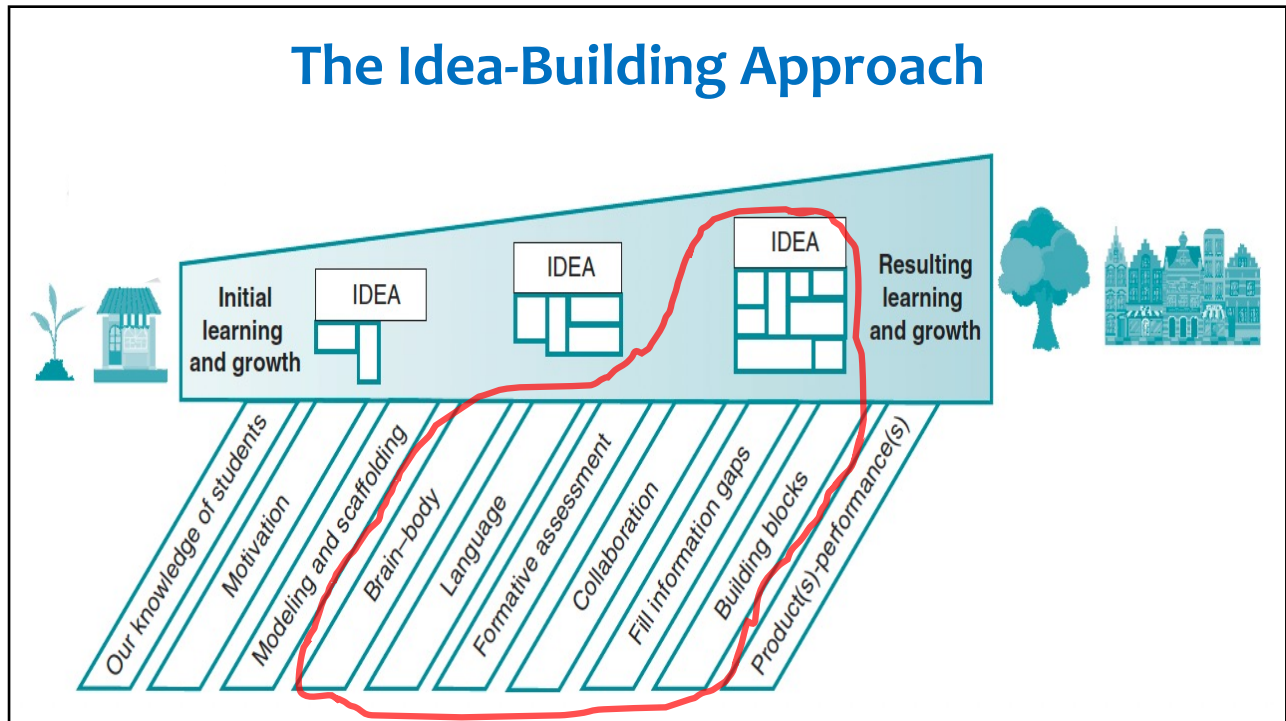 The Idea-Building Approach
Initial
learning
and growth
IDEA
IDEA
IDEA
Resulting
learning
and growth
Our knowledge of students
Motivation
Modeling and scaffolding
Brain–body
Language
Formative assessment
Collaboration
Fill information gaps
Building blocks
Product(s)-performance(s)